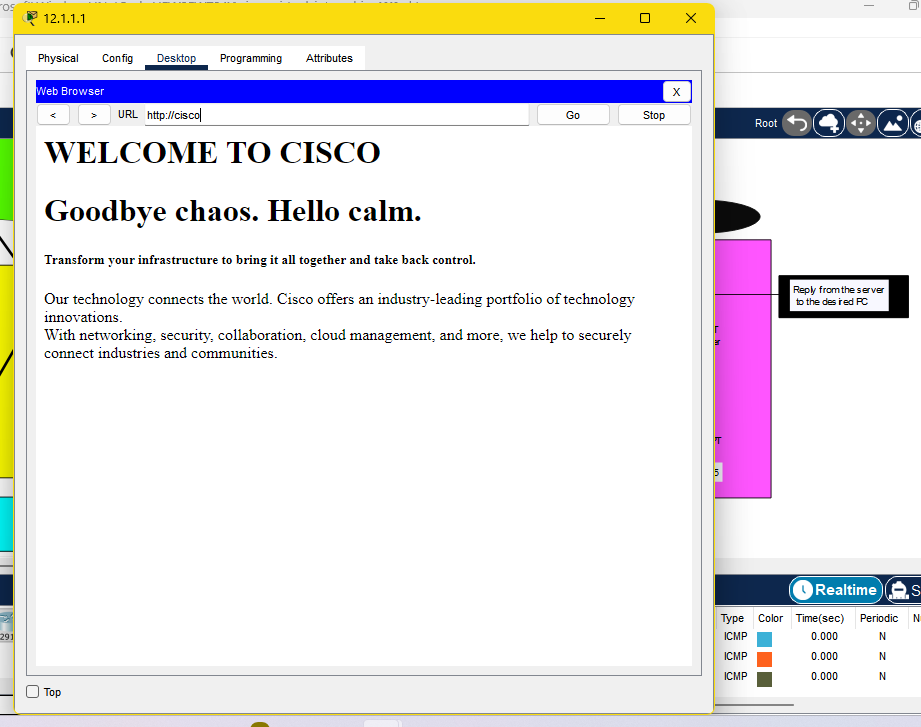 12.1.1.1
Physical Config Desktop Programming Attributes
Web Browser X
< > URL http://cisco Go Stop
WELCOME TO CISCO
Goodbye chaos. Hello calm.
Transform your infrastructure to bring it all together and take back control.
Our technology connects the world. Cisco offers an industry-leading portfolio of technology
innovations.
With networking, security, collaboration, cloud management, and more, we help to securely
connect industries and communities.
Top
Root
Reply from the server
to the desired PC
Realtime S
Type Color Time(sec) Periodic N
ICMP 0.000 N
ICMP 0.000 N
ICMP 0.000 N
291